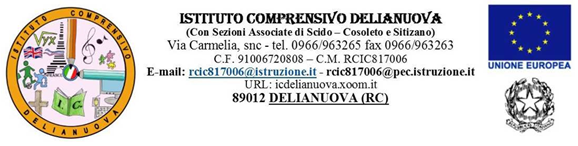 ISTITUTO COMPRENSIVO
DELIANUOVA
I. C.
ISTITUTO COMPRENSIVO DELIANUOVA
(Con Sezioni Associate di Scido – Cosoleto e Sitizano)
Via Carmelia, snc - tel. 0966/963265 fax 0966/963263
C.F. 91006720808 – C.M. RCIC817006
E-mail: rcic817006@istruzione.it - rcic817006@pec.istruzione.it
URL: icdelianuova.xoom.it
89012 DELIANUOVA (RC)
UNIONE EUROPEA